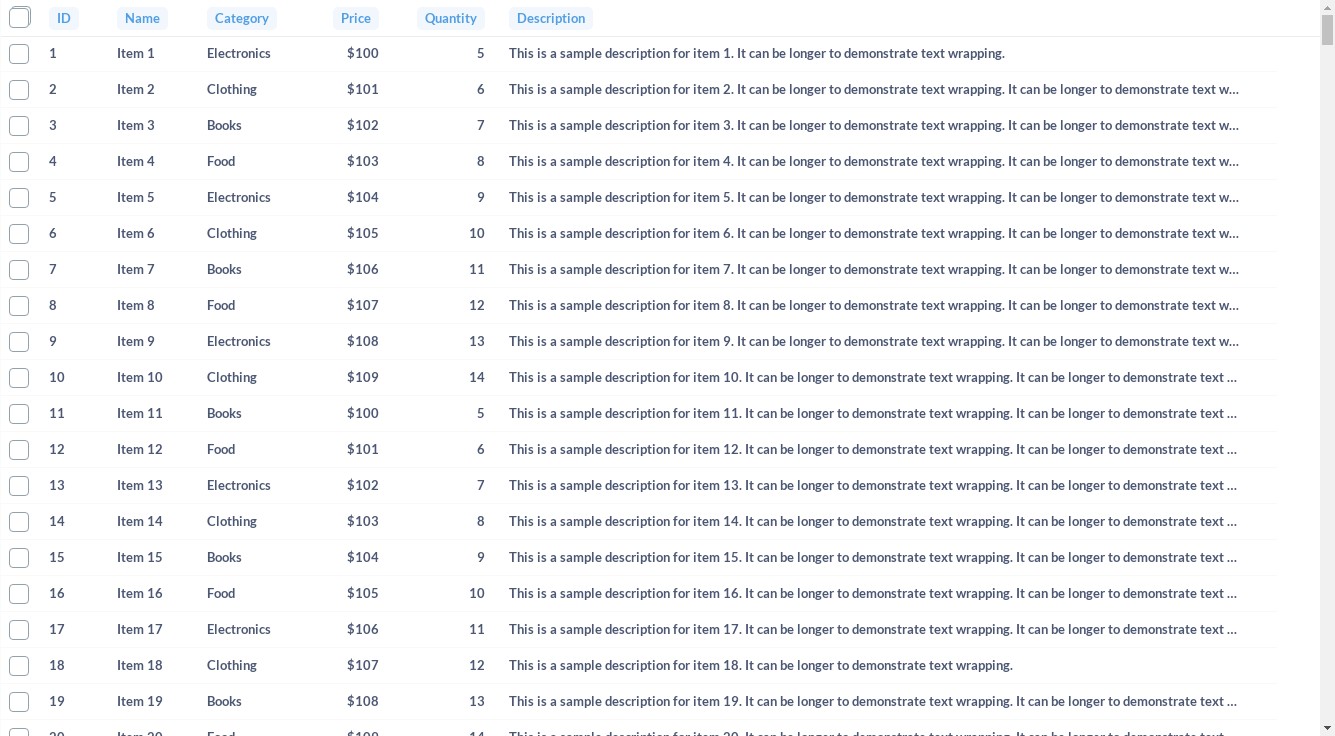 ID Name Category Price Quantity Description
1 Item 1 Electronics $100 5 This is a sample description for item 1. It can be longer to demonstrate text wrapping.
2 Item 2 Clothing $101 6 This is a sample description for item 2. It can be longer to demonstrate text wrapping. It can be longer to demonstrate text w...
3 Item 3 Books $102 7 This is a sample description for item 3. It can be longer to demonstrate text wrapping. It can be longer to demonstrate text w...
4 Item 4 Food $103 8 This is a sample description for item 4. It can be longer to demonstrate text wrapping. It can be longer to demonstrate text w...
5 Item 5 Electronics $104 9 This is a sample description for item 5. It can be longer to demonstrate text wrapping. It can be longer to demonstrate text w...
6 Item 6 Clothing $105 10 This is a sample description for item 6. It can be longer to demonstrate text wrapping. It can be longer to demonstrate text w...
7 Item 7 Books $106 11 This is a sample description for item 7. It can be longer to demonstrate text wrapping. It can be longer to demonstrate text w...
8 Item 8 Food $107 12 This is a sample description for item 8. It can be longer to demonstrate text wrapping. It can be longer to demonstrate text w...
9 Item 9 Electronics $108 13 This is a sample description for item 9. It can be longer to demonstrate text wrapping. It can be longer to demonstrate text w...
10 Item 10 Clothing $109 14 This is a sample description for item 10. It can be longer to demonstrate text wrapping. It can be longer to demonstrate text ...
11 Item 11 Books $100 5 This is a sample description for item 11. It can be longer to demonstrate text wrapping. It can be longer to demonstrate text ...
12 Item 12 Food $101 6 This is a sample description for item 12. It can be longer to demonstrate text wrapping. It can be longer to demonstrate text ...
13 Item 13 Electronics $102 7 This is a sample description for item 13. It can be longer to demonstrate text wrapping. It can be longer to demonstrate text ...
14 Item 14 Clothing $103 8 This is a sample description for item 14. It can be longer to demonstrate text wrapping. It can be longer to demonstrate text ...
15 Item 15 Books $104 9 This is a sample description for item 15. It can be longer to demonstrate text wrapping. It can be longer to demonstrate text ...
16 Item 16 Food $105 10 This is a sample description for item 16. It can be longer to demonstrate text wrapping. It can be longer to demonstrate text ...
17 Item 17 Electronics $106 11 This is a sample description for item 17. It can be longer to demonstrate text wrapping. It can be longer to demonstrate text ...
18 Item 18 Clothing $107 12 This is a sample description for item 18. It can be longer to demonstrate text wrapping.
19 Item 19 Books $108 13 This is a sample description for item 19. It can be longer to demonstrate text wrapping. It can be longer to demonstrate text ...